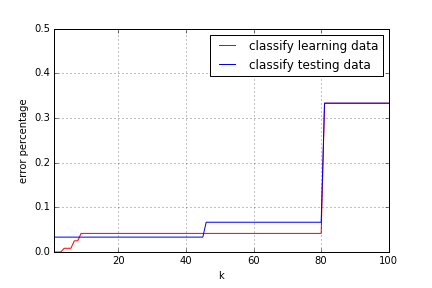 0.5
classify learning data
classify testing data
0.4
0.3
error percentage
0.2
0.1
0.0
20
40
60
80
100
k